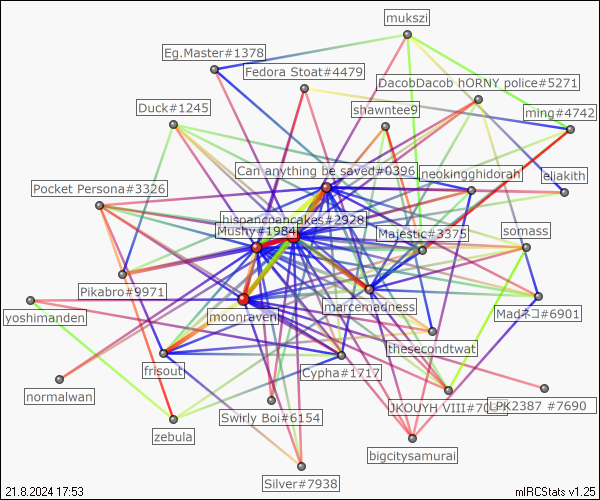 mukszi
Eg.Master#1378
Fedora Stoat#4479
DacobDacob hORNY police#5271
Duck#1245
shawntee9
ming#4742
Can anything be saved#0396
neokingghidorah
eljakith
Pocket Persona#3326
hispancpancakes#2928
Mushy#1984
Majestic#3375
somass
Pikabro#9971
moonraven
marcemadness
Madネコ#6901
yoshimanden
thesecondtwat
frisout
Cypha#1717
normalwan
Swirly Boi#6154
JKOUYH VIII#70
LPK2387 #7690
zebula
bigcitysamurai
Silver#7938
21.8.2024 17:53
mIRCStats v1.25